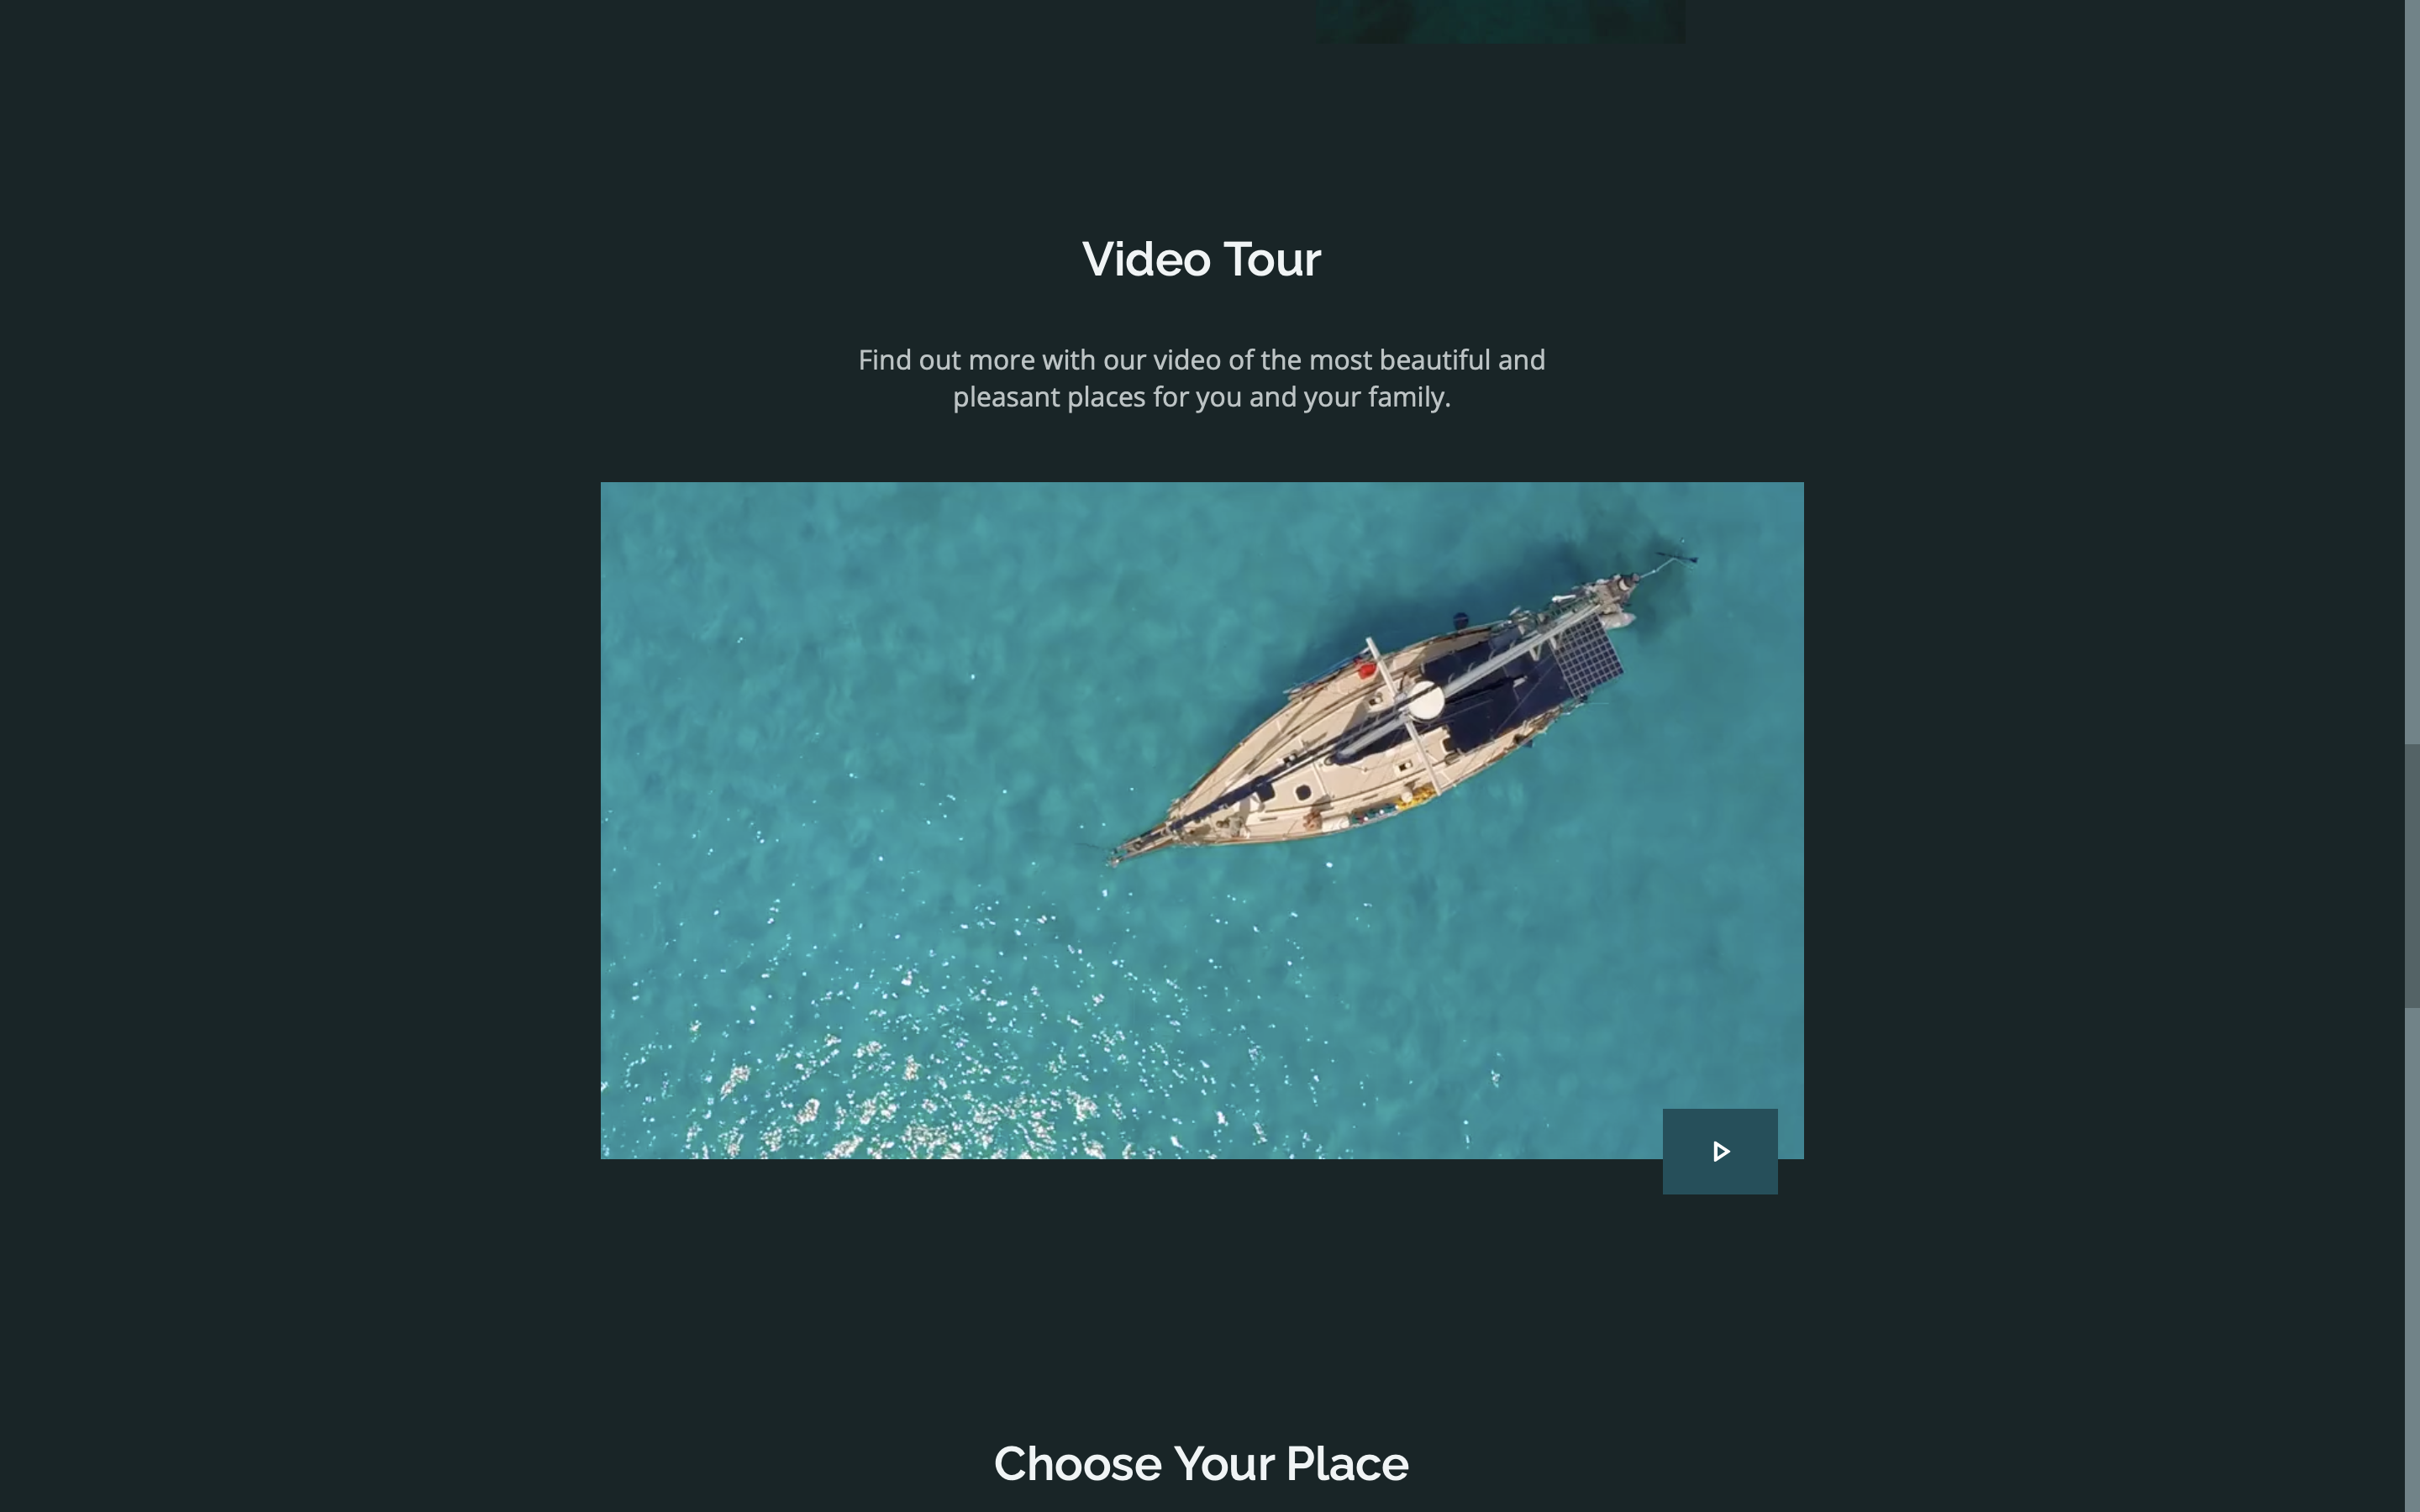 Video Tour
Find out more with our video of the most beautiful and
pleasant places for you and your family.
Choose Your Place